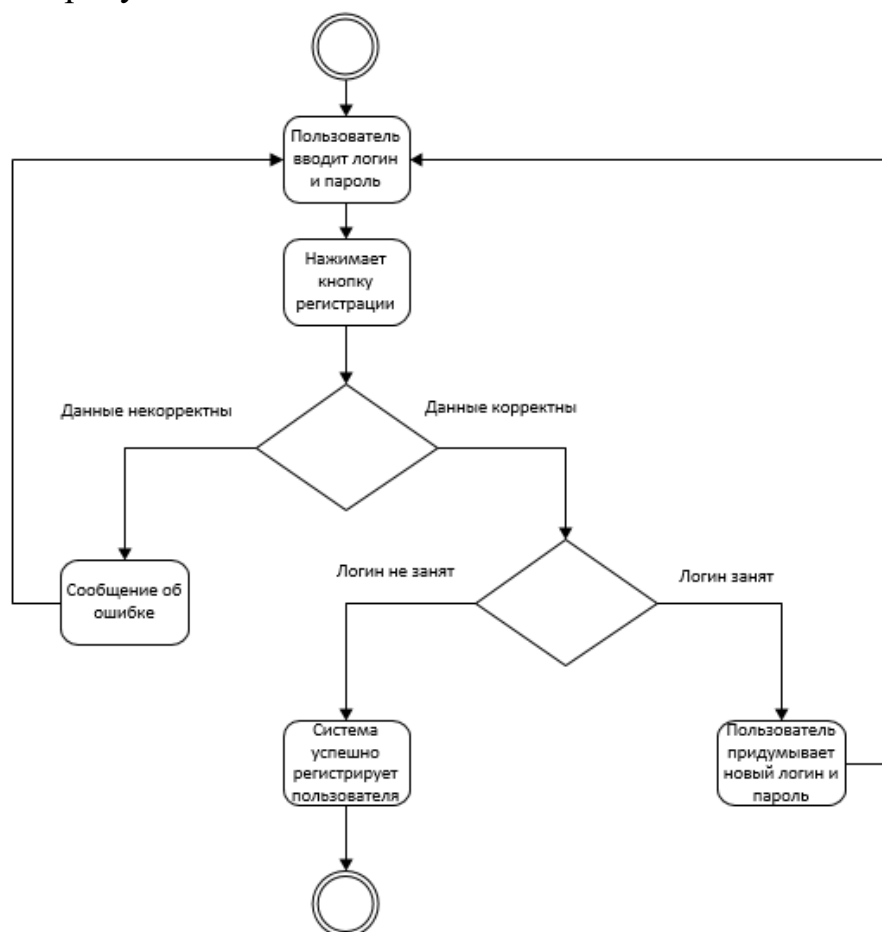 Пользователь
вводит логин
и пароль
Нажимает
кнопку
регистрации
Данные некорректны
Данные корректны
Логин не занят
Логин занят
Сообщение об
ошибке
Система
успешно
регистрирует
пользователя
Пользователь
придумывает
новый логин и
пароль